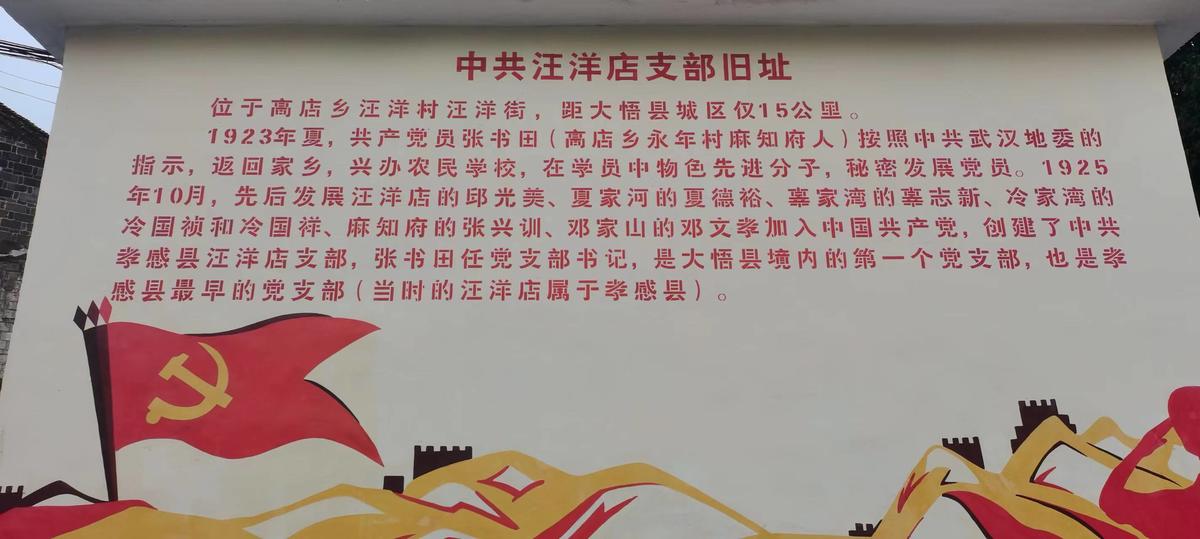 中共汪洋店支部旧址
位于高店乡汪洋村汪洋街，距大悟县城区仅15公里。
1923年夏，共产党员张书田（高店乡永年村麻知府人）按照中共武汉地委的
指示，返回家乡，兴办农民学校，在学员中物色先进分子，秘密发展党员。1925
年10月，先后发展汪洋店的邱光美、夏家河的夏德裕、辜家湾的辜志新、冷家湾的
冷国祯和冷国祥、麻知府的张兴训、邓家山的邓文孝加入中国共产党，创建了中共
孝感县汪洋店支部，张书田任党支部书记，是大悟县境内的第一个党支部，也是孝
感县最早的党支部（当时的汪洋店属于孝感县）。